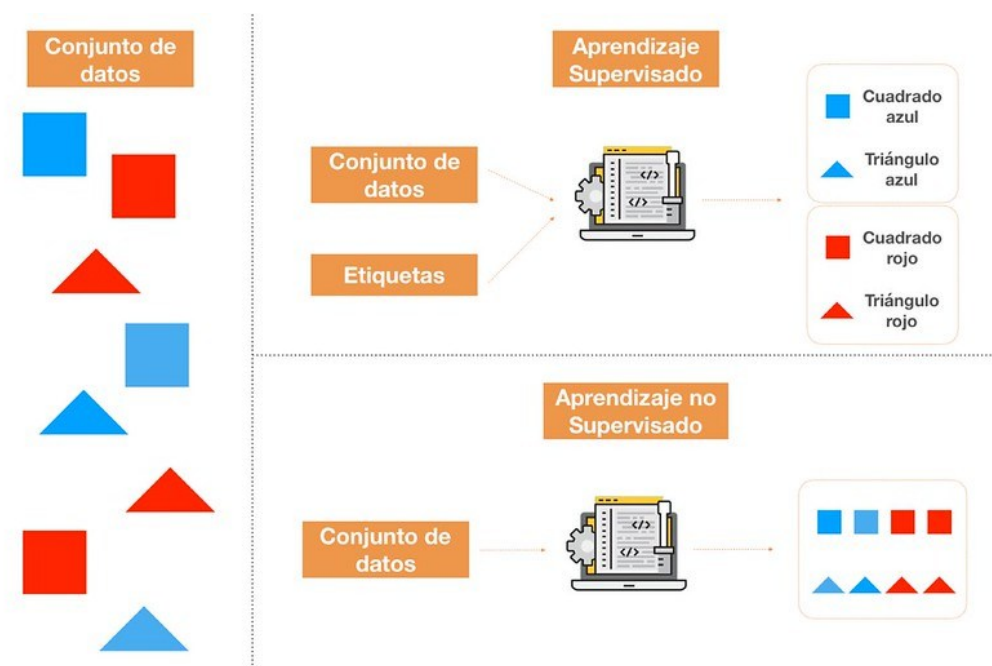 Conjunto de
datos
Aprendizaje
Supervisado
Conjunto de
datos
Etiquetas
</>
</>
Cuadrado
azul
Triángulo
azul
Cuadrado
rojo
Triángulo
rojo
Aprendizaje no
Supervisado
Conjunto de
datos
</>
</>